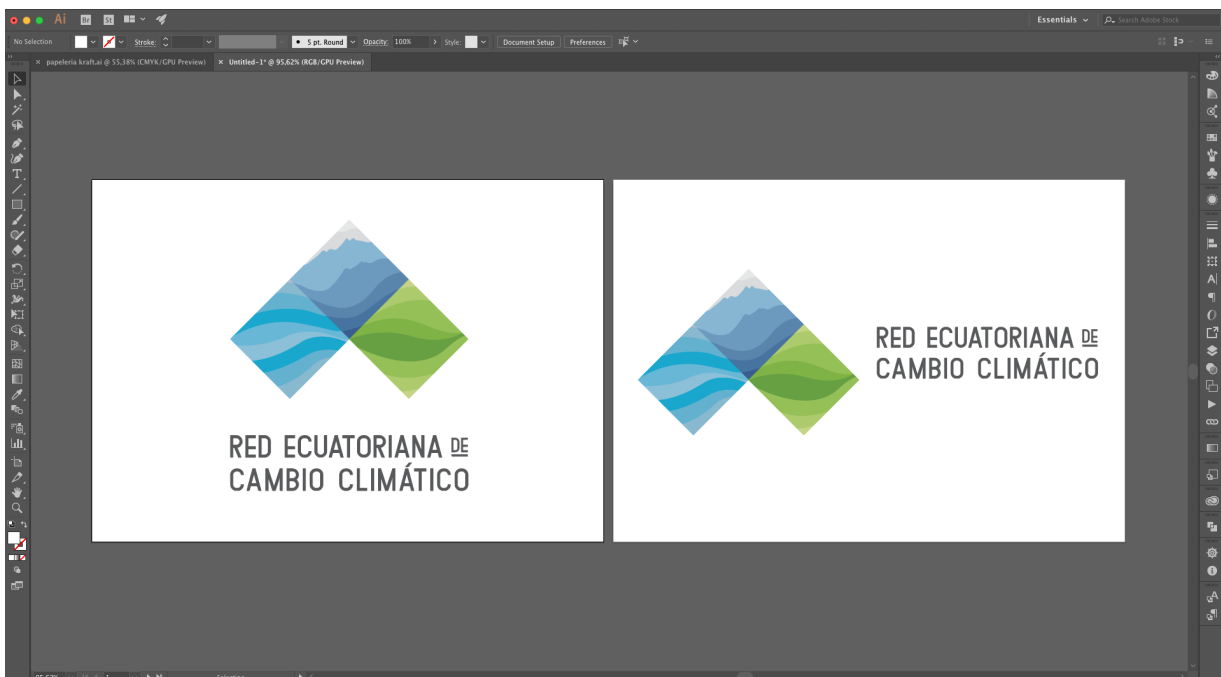 Ai Br St Essentials Search Adobe Stock
No Selection Stroke: 5 pt. Round Opacity: 100% Style: Document Setup Preferences
× papeleria kraft.ai @ 55,38% (CMYK/GPU Preview) × Untitled-1* @ 95,62% (RGB/GPU Preview)
RED ECUATORIANA DE
CAMBIO CLIMÁTICO
RED ECUATORIANA DE
CAMBIO CLIMÁTICO